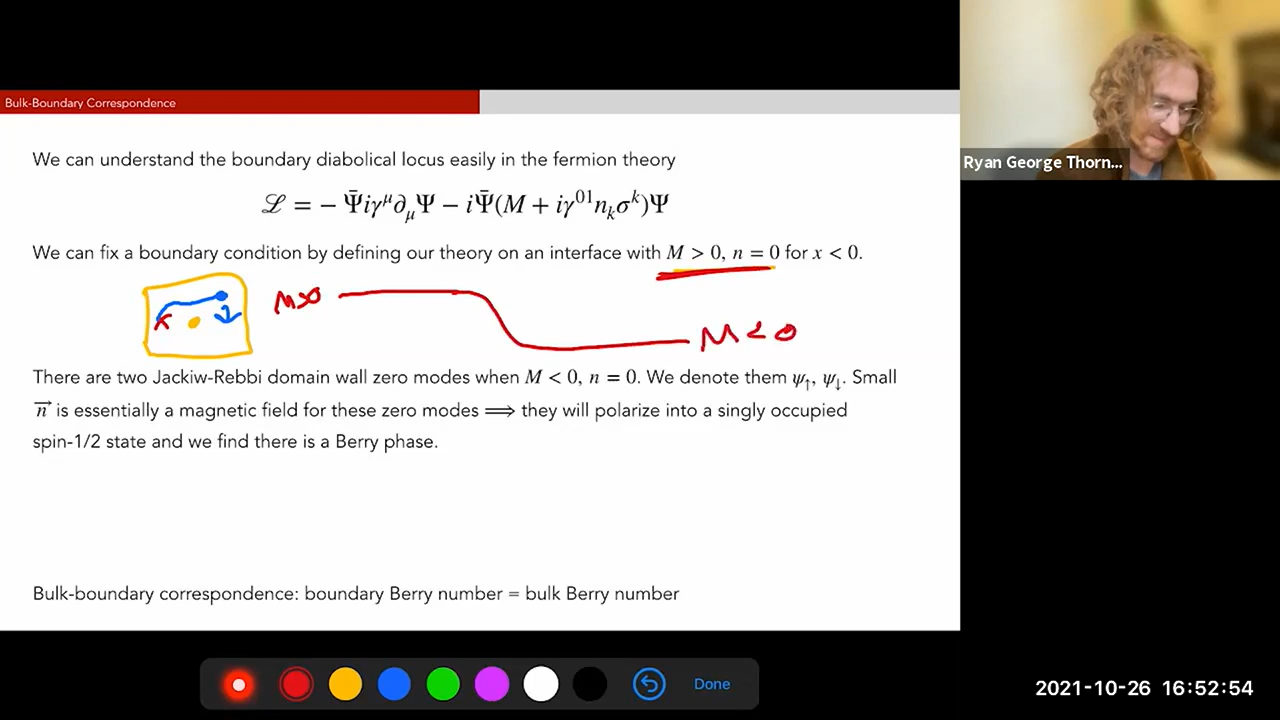 Bulk-Boundary Correspondence
We can understand the boundary diabolical locus easily in the fermion theory
ℒ = − Ψ̄iγ^μ∂_μΨ − iΨ̄(M + iγ^{01}n_kσ^k)Ψ
We can fix a boundary condition by defining our theory on an interface with M > 0, n = 0 for x < 0.
M>0
M < 0
There are two Jackiw-Rebbi domain wall zero modes when M < 0, n = 0. We denote them ψ_↑, ψ_↓. Small
n⃗ is essentially a magnetic field for these zero modes ⟹ they will polarize into a singly occupied
spin-1/2 state and we find there is a Berry phase.
Bulk-boundary correspondence: boundary Berry number = bulk Berry number
Ryan George Thorn...
Done
2021-10-26 16:52:54